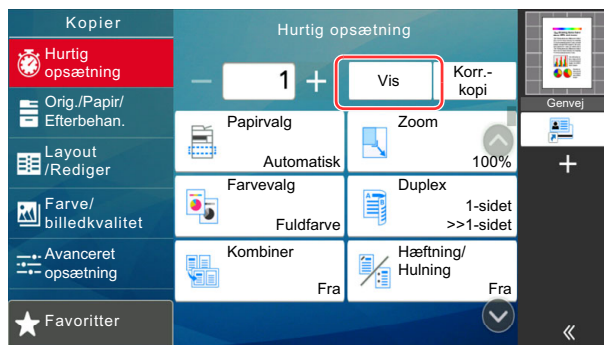 Kopier
Hurtig
opsætning
Orig./Papir/
Efterbehan.
Layout
/Rediger
Farve/
billedkvalitet
Avanceret
opsætning
Favoritter
Hurtig opsætning
1
Vis
Korr.-
kopi
Papirvalg
Automatisk
Zoom
100%
Farvevalg
Fuldfarve
Duplex
1-sidet
>>1-sidet
Kombiner
Fra
Hæftning/
Hulning
Fra
Genvej